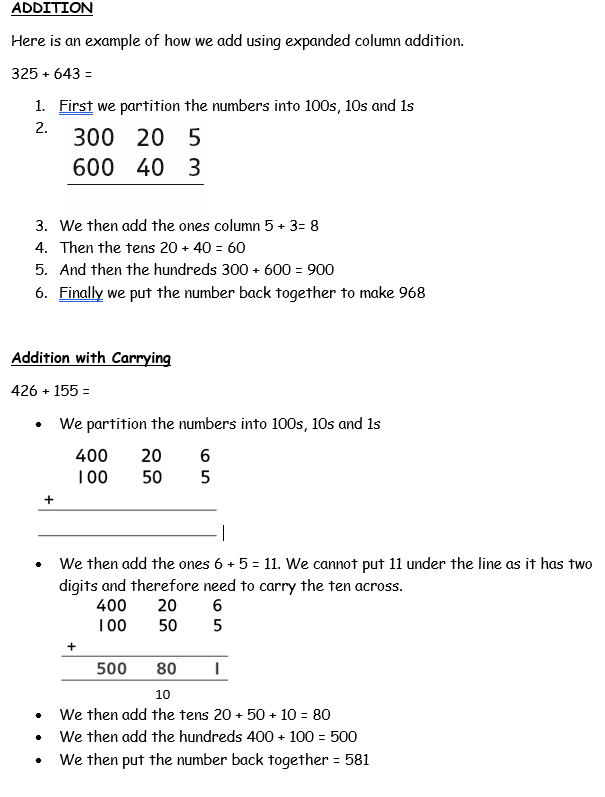 ADDITION
Here is an example of how we add using expanded column addition.
325 + 643 =
1. First we partition the numbers into 100s, 10s and 1s
2.
300 20 5
600 40 3
3. We then add the ones column 5 + 3= 8
4. Then the tens 20 + 40 = 60
5. And then the hundreds 300 + 600 = 900
6. Finally we put the number back together to make 968
Addition with Carrying
426 + 155 =
• We partition the numbers into 100s, 10s and 1s
400 20 6
100 50 5
+
• We then add the ones 6 + 5 = 11. We cannot put 11 under the line as it has two
digits and therefore need to carry the ten across.
400 20 6
100 50 5
+
500 80 1
10
• We then add the tens 20 + 50 + 10 = 80
• We then add the hundreds 400 + 100 = 500
• We then put the number back together = 581